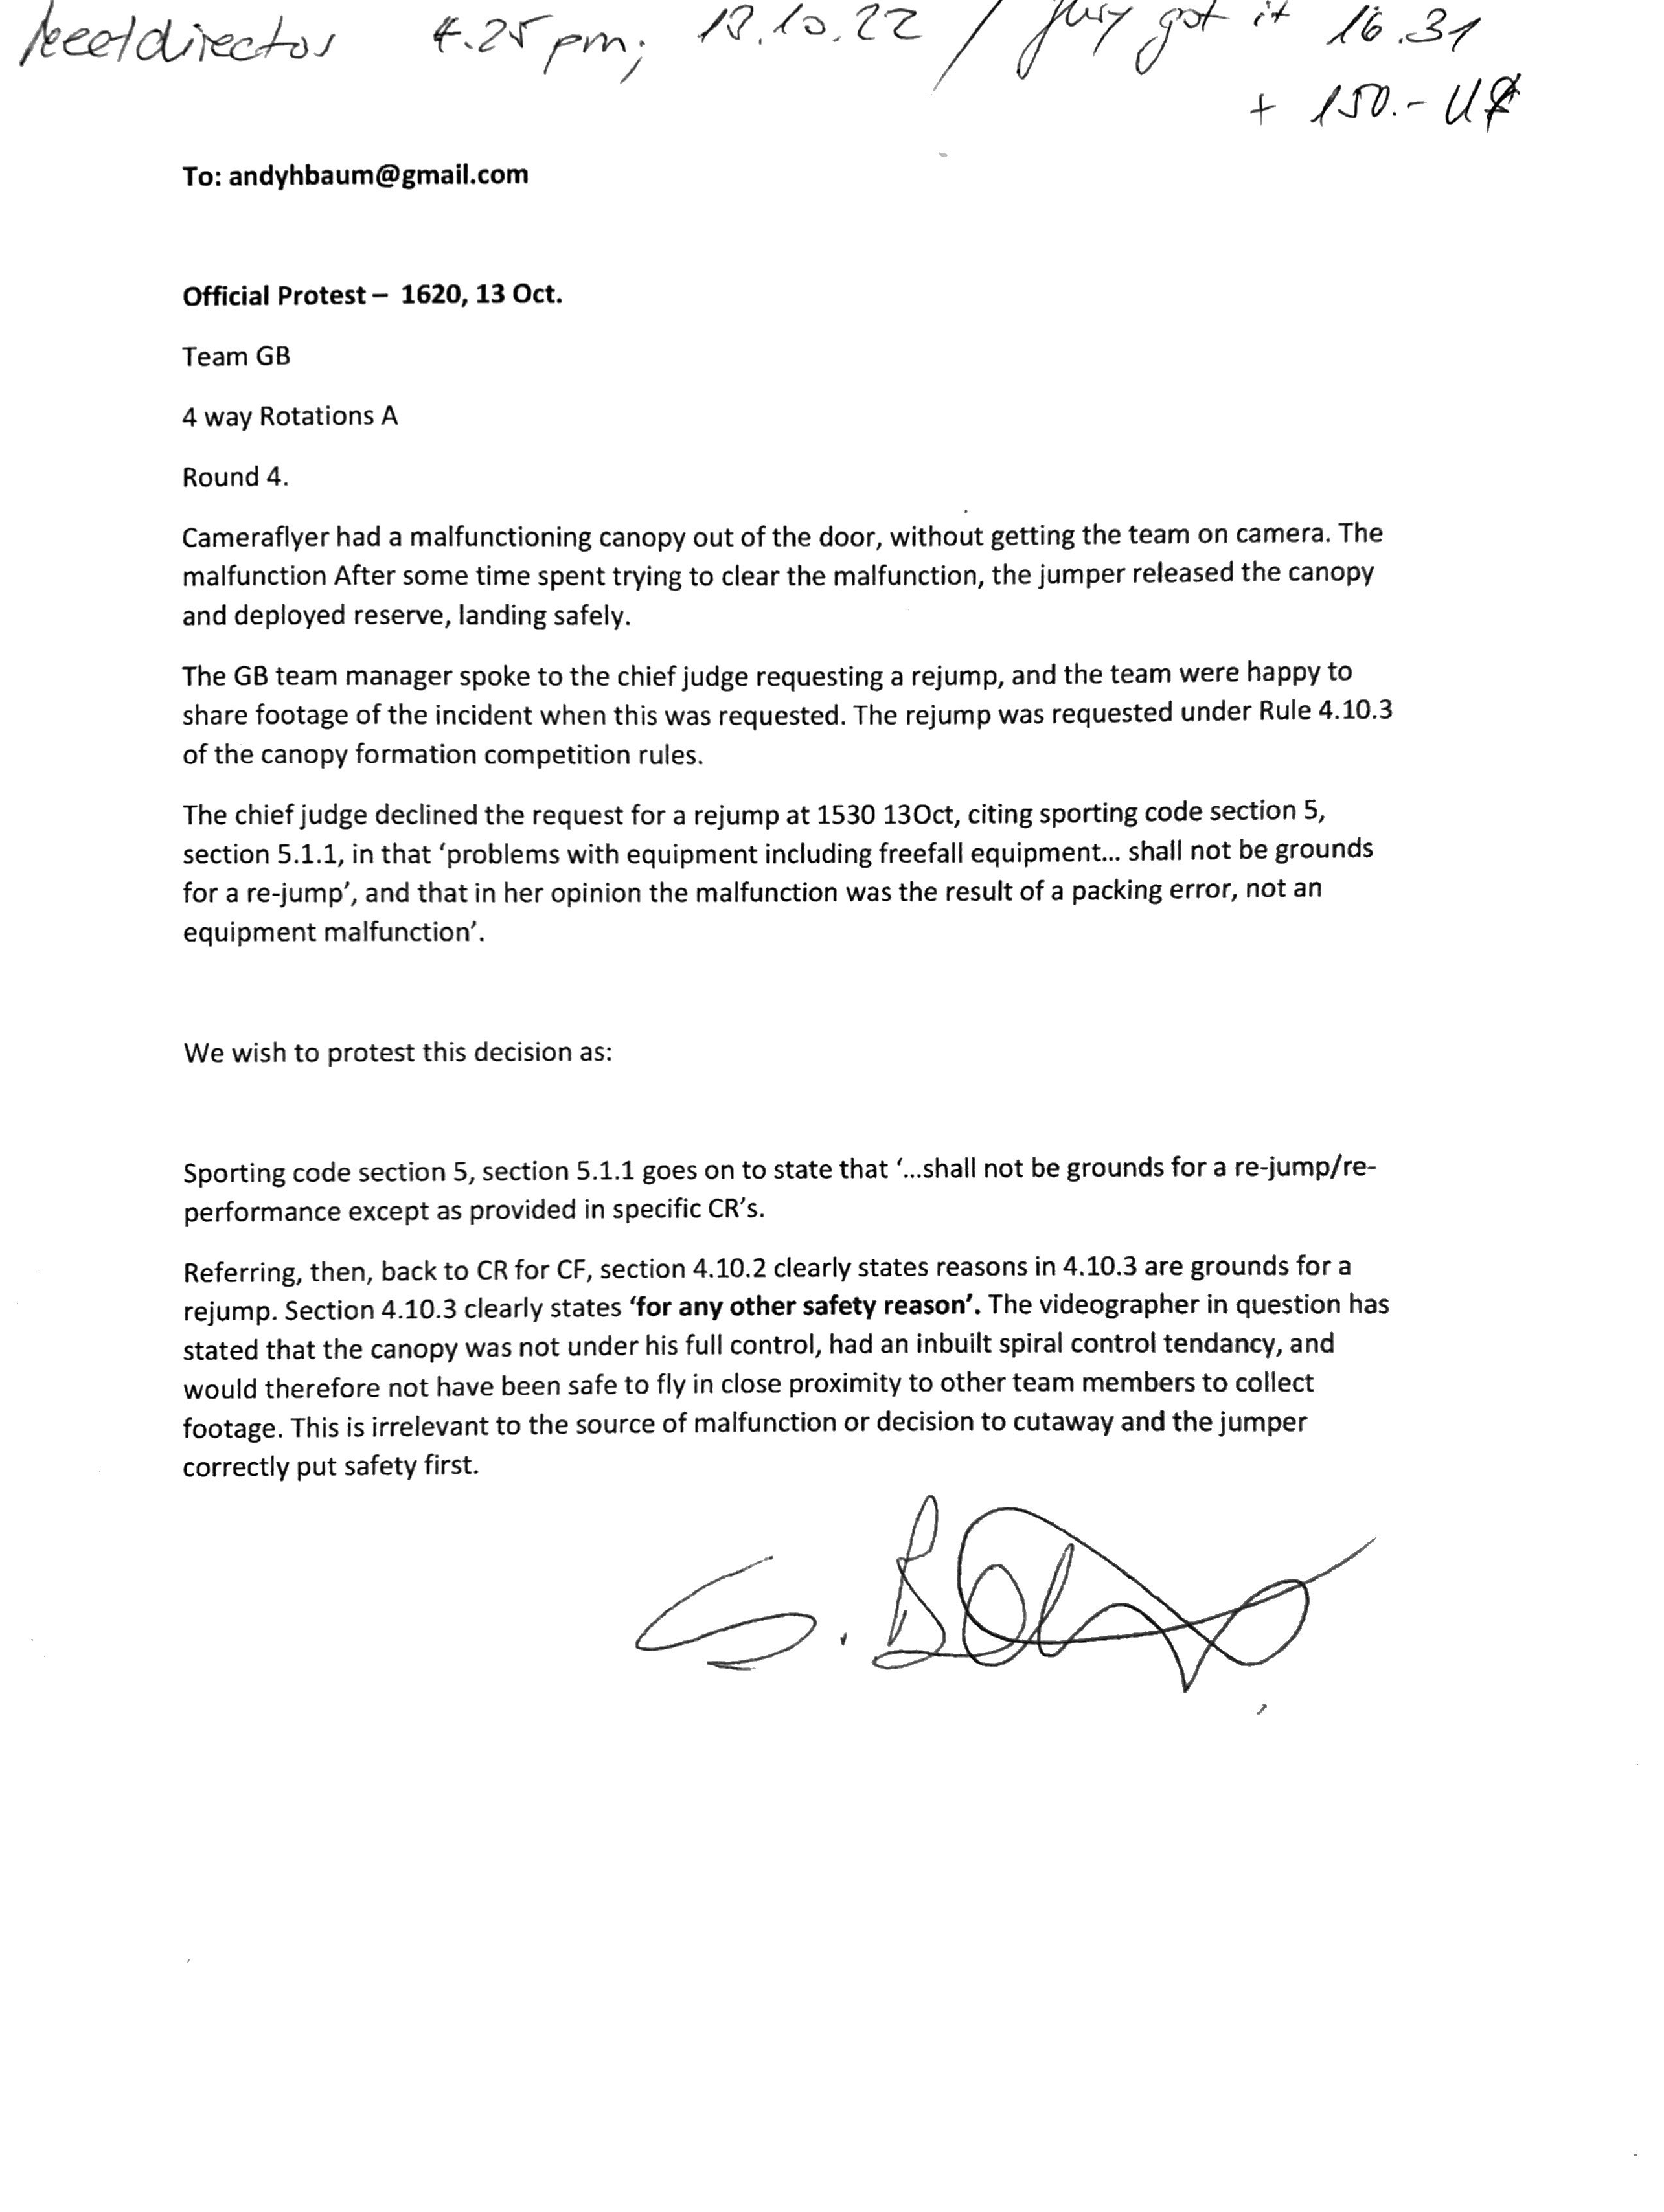 meetdirector 4.25 pm; 13.10.22 / Jury got it 16.31
+ 150.- U$
To: andyhbaum@gmail.com
Official Protest – 1620, 13 Oct.
Team GB
4 way Rotations A
Round 4.
Cameraflyer had a malfunctioning canopy out of the door, without getting the team on camera. The
malfunction After some time spent trying to clear the malfunction, the jumper released the canopy
and deployed reserve, landing safely.
The GB team manager spoke to the chief judge requesting a rejump, and the team were happy to
share footage of the incident when this was requested. The rejump was requested under Rule 4.10.3
of the canopy formation competition rules.
The chief judge declined the request for a rejump at 1530 13Oct, citing sporting code section 5,
section 5.1.1, in that ‘problems with equipment including freefall equipment... shall not be grounds
for a re-jump’, and that in her opinion the malfunction was the result of a packing error, not an
equipment malfunction’.
We wish to protest this decision as:
Sporting code section 5, section 5.1.1 goes on to state that ‘...shall not be grounds for a re-jump/re-
performance except as provided in specific CR’s.
Referring, then, back to CR for CF, section 4.10.2 clearly states reasons in 4.10.3 are grounds for a
rejump. Section 4.10.3 clearly states ‘for any other safety reason’. The videographer in question has
stated that the canopy was not under his full control, had an inbuilt spiral control tendancy, and
would therefore not have been safe to fly in close proximity to other team members to collect
footage. This is irrelevant to the source of malfunction or decision to cutaway and the jumper
correctly put safety first.